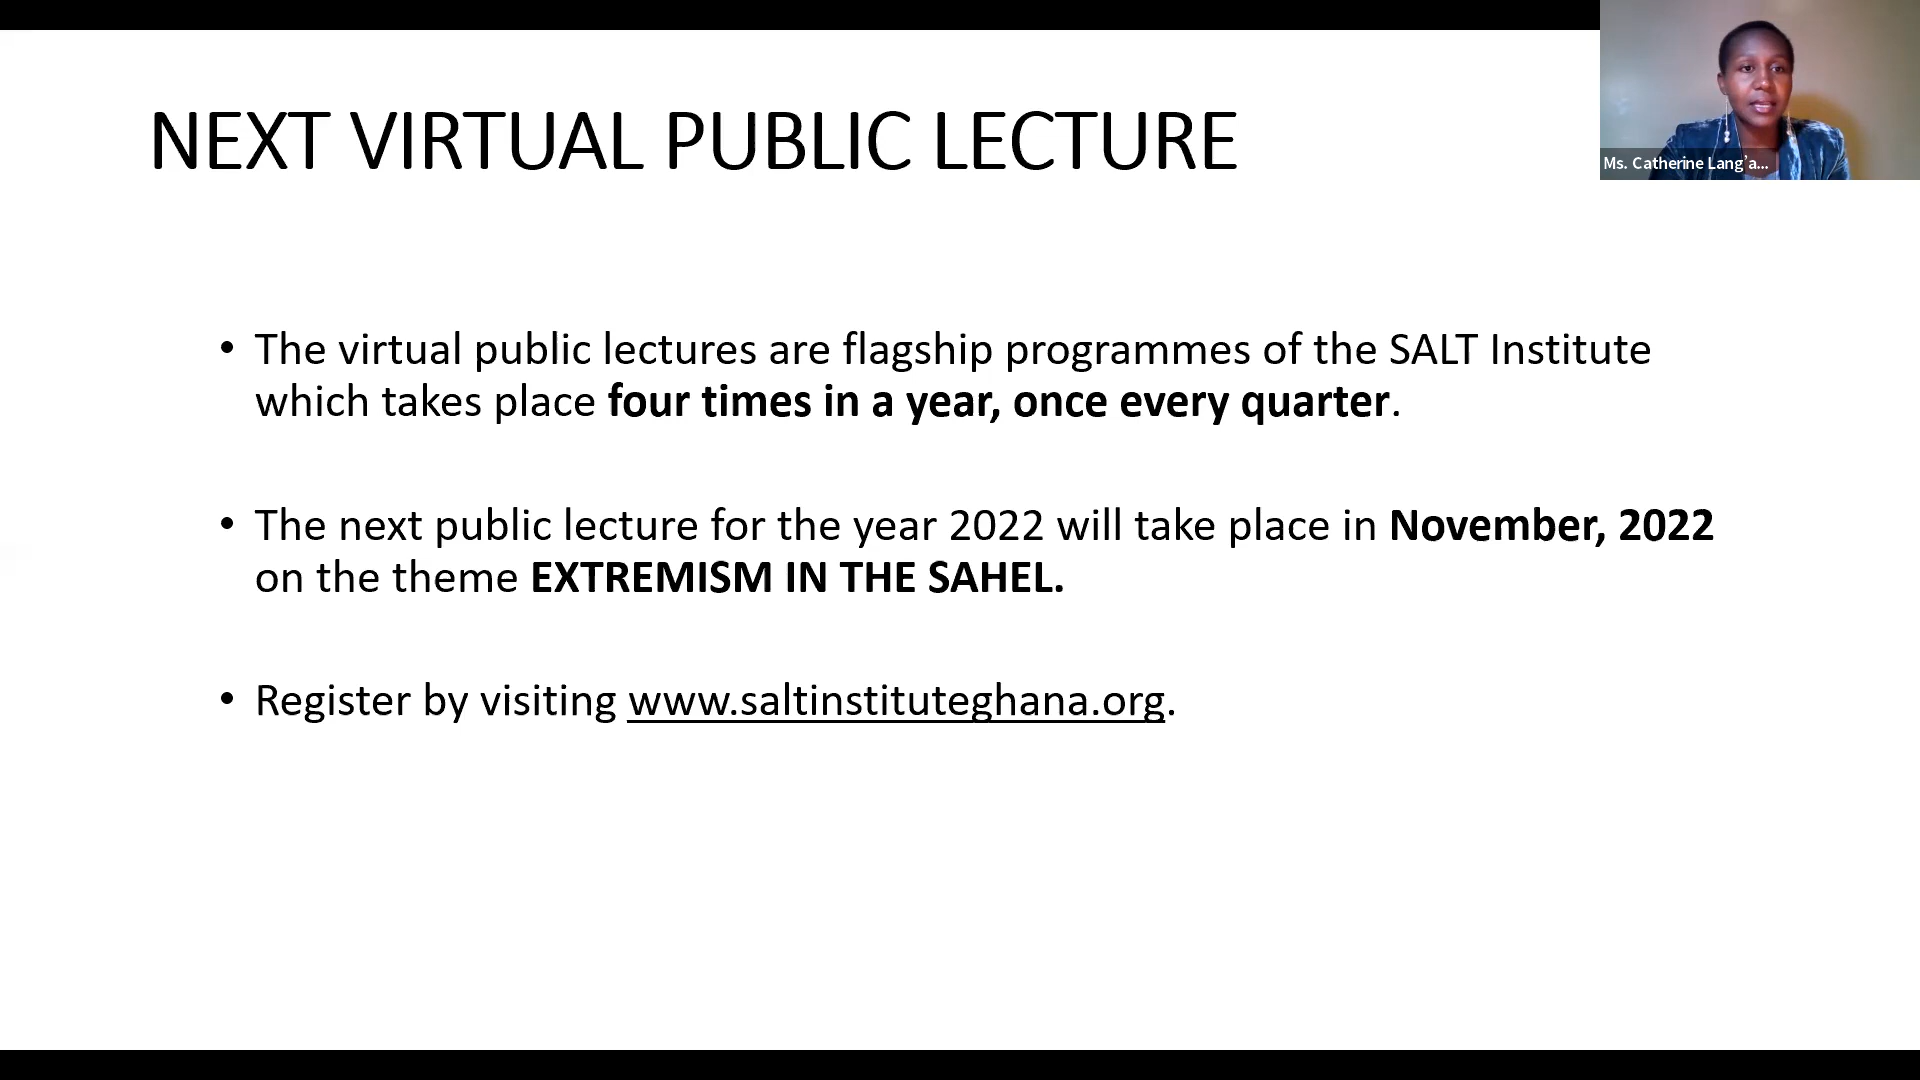 NEXT VIRTUAL PUBLIC LECTURE
Ms. Catherine Lang'a...
• The virtual public lectures are flagship programmes of the SALT Institute
which takes place four times in a year, once every quarter.
• The next public lecture for the year 2022 will take place in November, 2022
on the theme EXTREMISM IN THE SAHEL.
• Register by visiting www.saltinstituteghana.org.